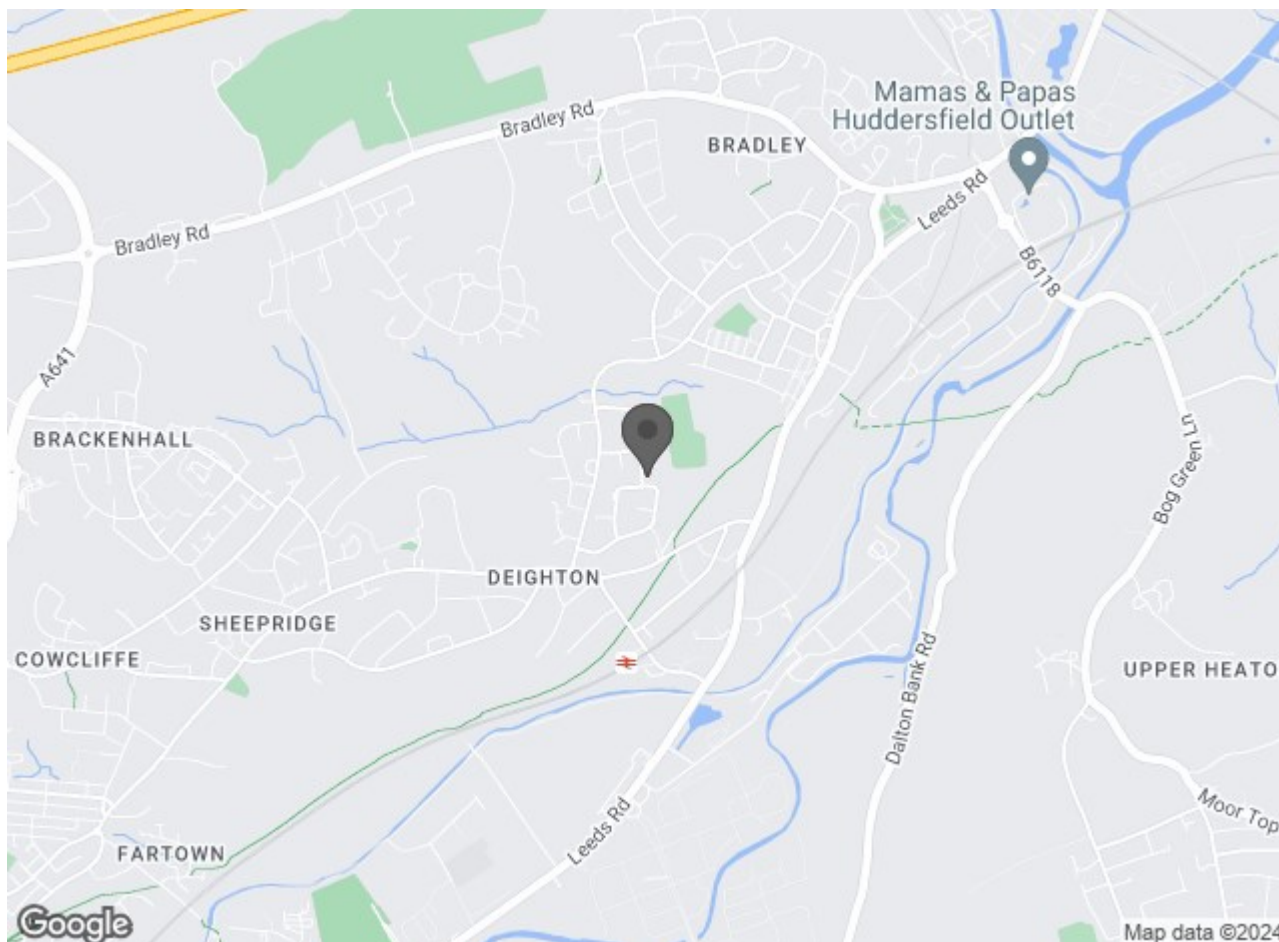 Mamas & Papas
Huddersfield Outlet
Bradley Rd
BRADLEY
Leeds Rd
Bradley Rd
B6118
A641
BRACKENHALL
Bog Green Ln
DEIGHTON
SHEEPRIDGE
COWCLIFFE
UPPER HEATO
Dalton Bank Rd
Moor Top
Leeds Rd
FARTOWN
Google
Map data ©2024